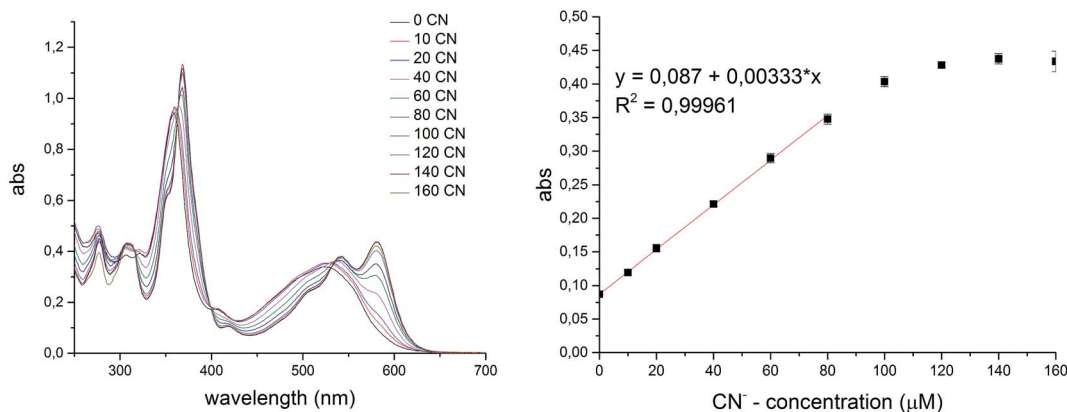 0 CN
10 CN
20 CN
40 CN
60 CN
80 CN
100 CN
120 CN
140 CN
160 CN
1,2
1,0
0,8
0,6
0,4
0,2
0,0
abs
300
400
500
600
700
wavelength (nm)
y = 0,087 + 0,00333*x
R² = 0,99961
0,50
0,45
0,40
0,35
0,30
0,25
0,20
0,15
0,10
0,05
0,00
abs
0
20
40
60
80
100
120
140
160
CN⁻ - concentration (µM)